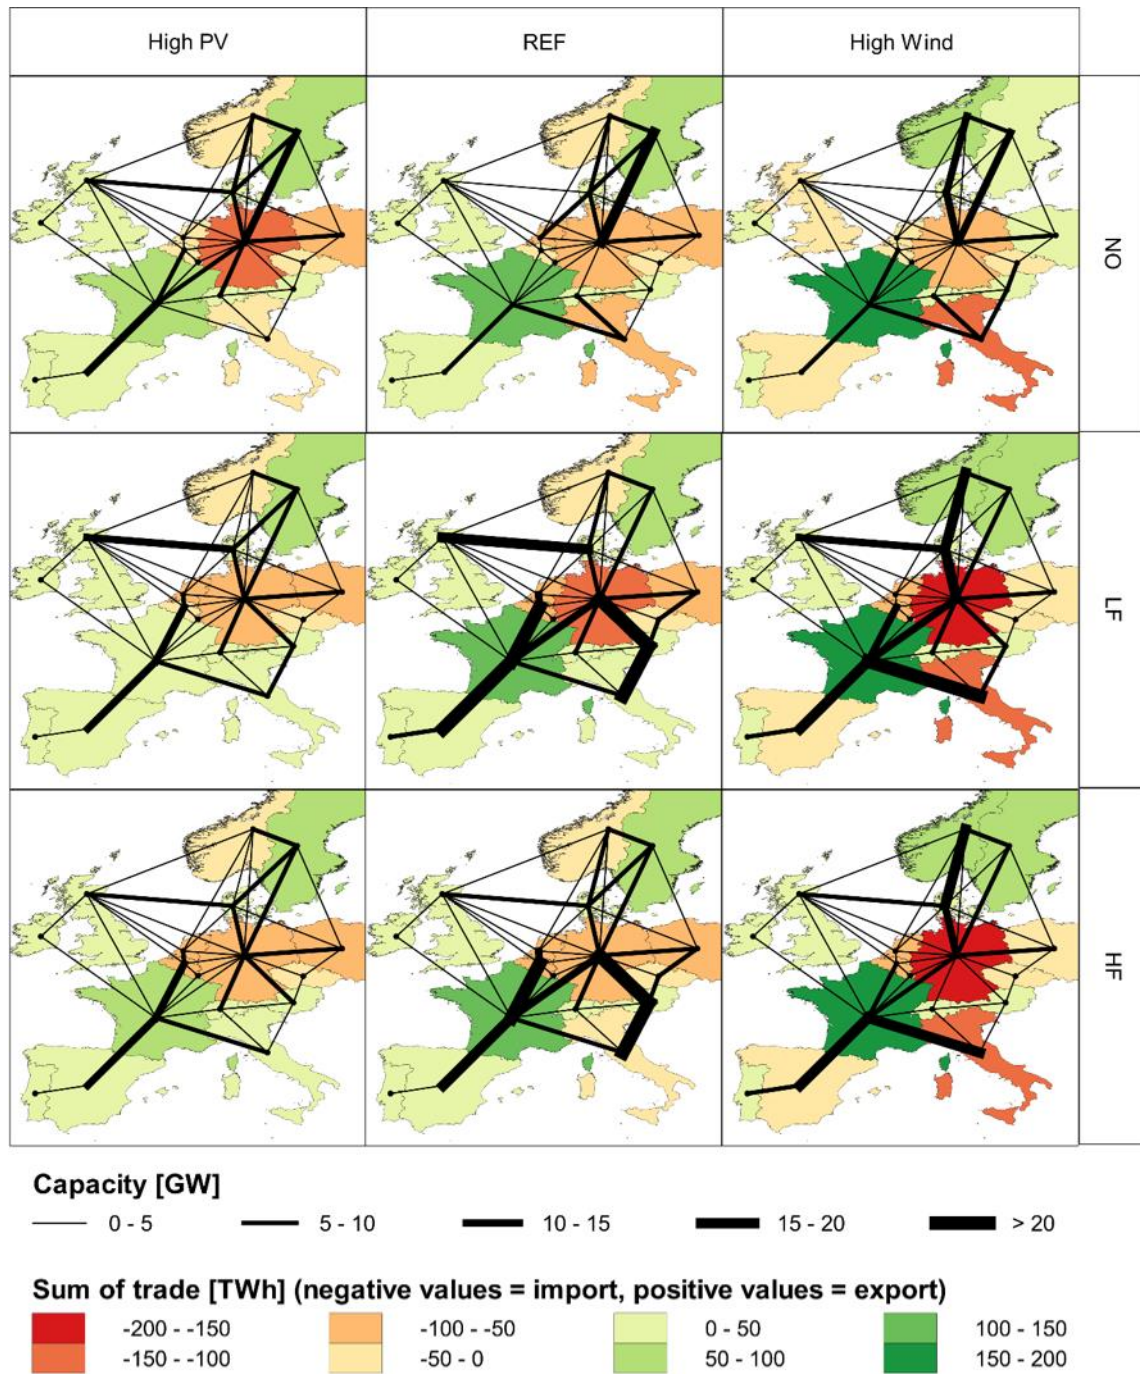 High PV REF High Wind
NO
LF
HF
Capacity [GW]
0 - 5 5 - 10 10 - 15 15 - 20 > 20
Sum of trade [TWh] (negative values = import, positive values = export)
-200 - -150 -100 - -50 0 - 50 100 - 150
-150 - -100 -50 - 0 50 - 100 150 - 200